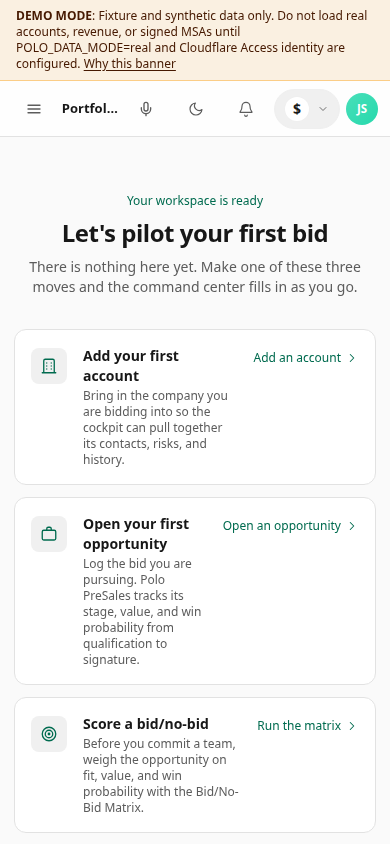 DEMO MODE: Fixture and synthetic data only. Do not load real
accounts, revenue, or signed MSAs until
POLO_DATA_MODE=real and Cloudflare Access identity are
configured. Why this banner
Portfol...
$
JS
Your workspace is ready
Let's pilot your first bid
There is nothing here yet. Make one of these three
moves and the command center fills in as you go.
Add your first
account
Add an account
Bring in the company you
are bidding into so the
cockpit can pull together
its contacts, risks, and
history.
Open your first
opportunity
Open an opportunity
Log the bid you are
pursuing. Polo
PreSales tracks its
stage, value, and win
probability from
qualification to
signature.
Score a bid/no-bid
Run the matrix
Before you commit a team,
weigh the opportunity on
fit, value, and win
probability with the Bid/No-
Bid Matrix.